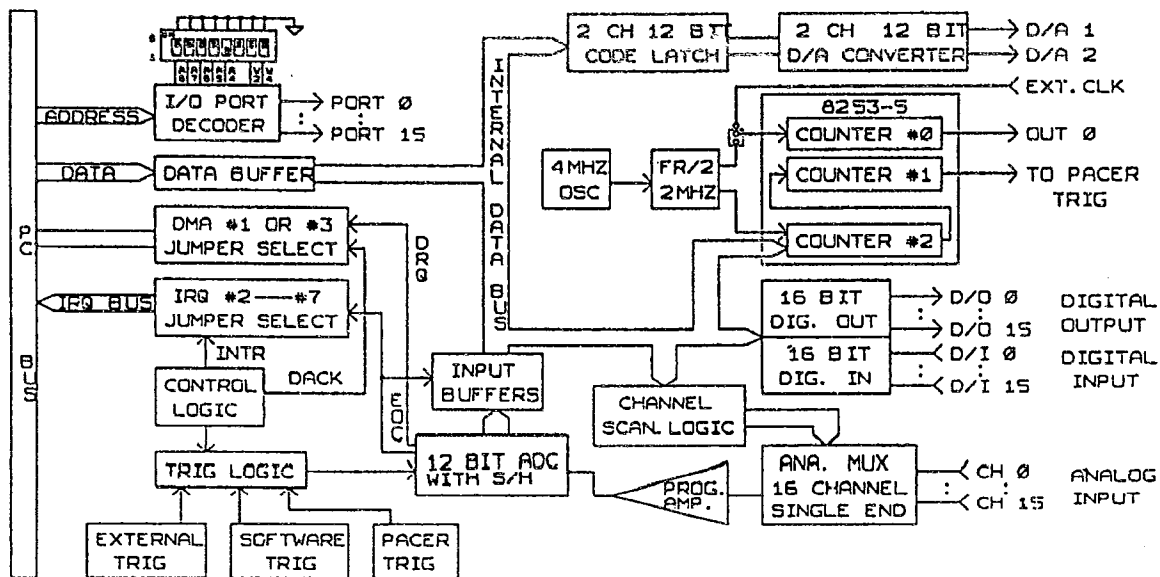 2 CH 12 BIT
CODE LATCH
2 CH 12 BIT
D/A CONVERTER
D/A 1
D/A 2
EXT.CLK
I/O PORT
DECODER
PORT 0
PORT 15
ADDRESS
DATA
DATA BUFFER
INTERNAL DATA BUS
4MHZ
OSC
FR/2
2MHZ
8253-5
COUNTER #0
COUNTER #1
COUNTER #2
OUT 0
TO PACER
TRIG
PC BUS
DMA #1 OR #3
JUMPER SELECT
DRQ
IRQ BUS
IRQ #2---#7
JUMPER SELECT
INTR
CONTROL
LOGIC
DACK
EOC
INPUT
BUFFERS
16 BIT
DIG. OUT
D/O 0
D/O 15
DIGITAL
OUTPUT
16 BIT
DIG. IN
D/I 0
D/I 15
DIGITAL
INPUT
CHANNEL
SCAN.LOGIC
TRIG LOGIC
12 BIT ADC
WITH S/H
PROG.
AMP.
ANA. MUX
16 CHANNEL
SINGLE END
CH 0
CH 15
ANALOG
INPUT
EXTERNAL
TRIG
SOFTWARE
TRIG
PACER
TRIG